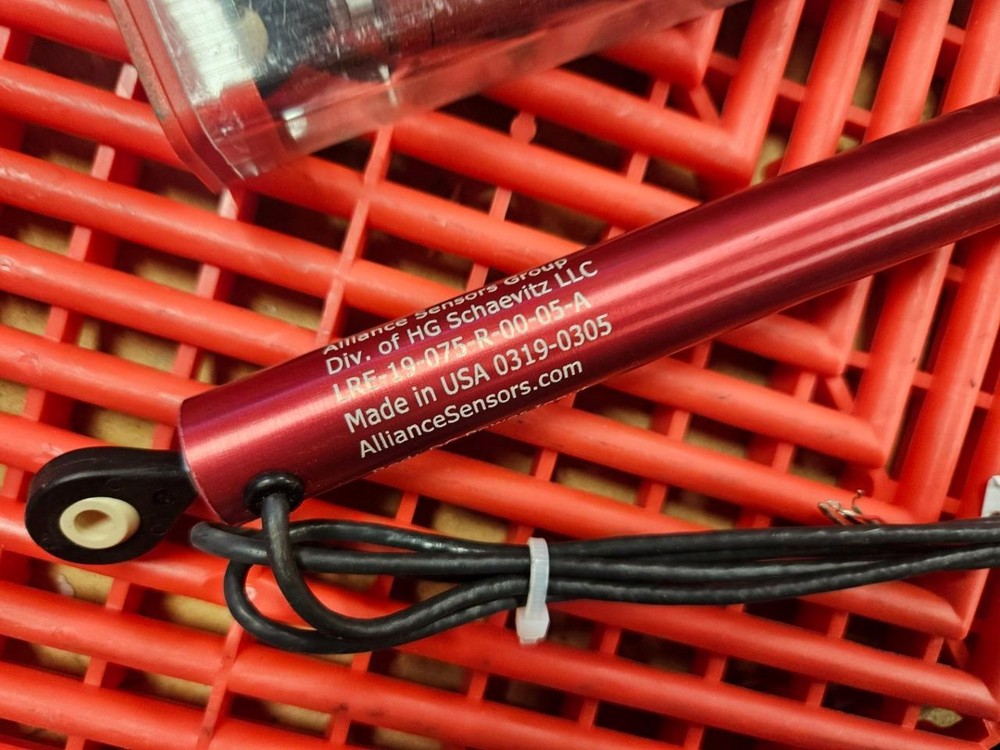 Alliance Sensors Group
Div. of HG Schaevitz LLC
LRE-19-075-R-00-05-A
Made in USA 0319-0305
AllianceSensors.com